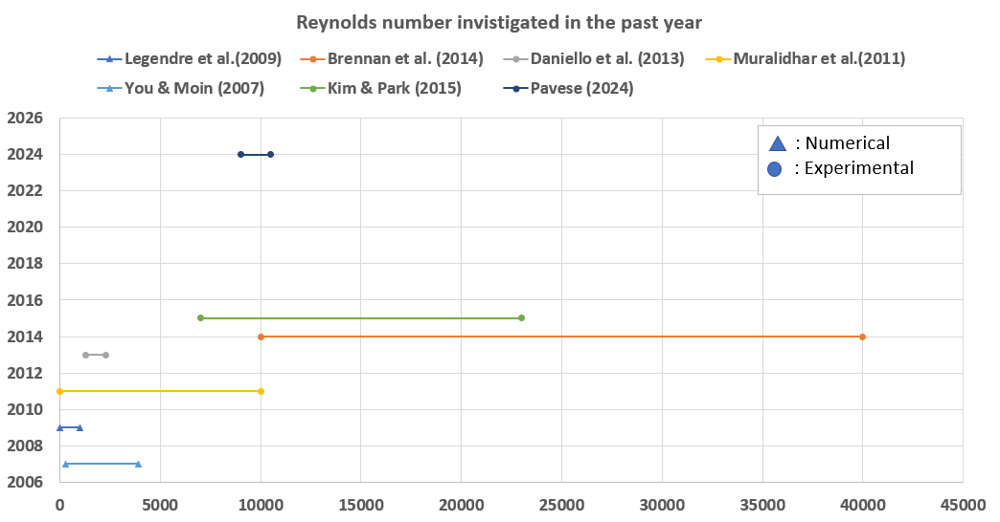 Reynolds number invistigated in the past year
Legendre et al.(2009) Brennan et al. (2014) Daniello et al. (2013) Muralidhar et al.(2011)
You & Moin (2007) Kim & Park (2015) Pavese (2024)
2026
: Numerical
2024
: Experimental
2022
2020
2018
2016
2014
2012
2010
2008
2006
0 5000 10000 15000 20000 25000 30000 35000 40000 45000